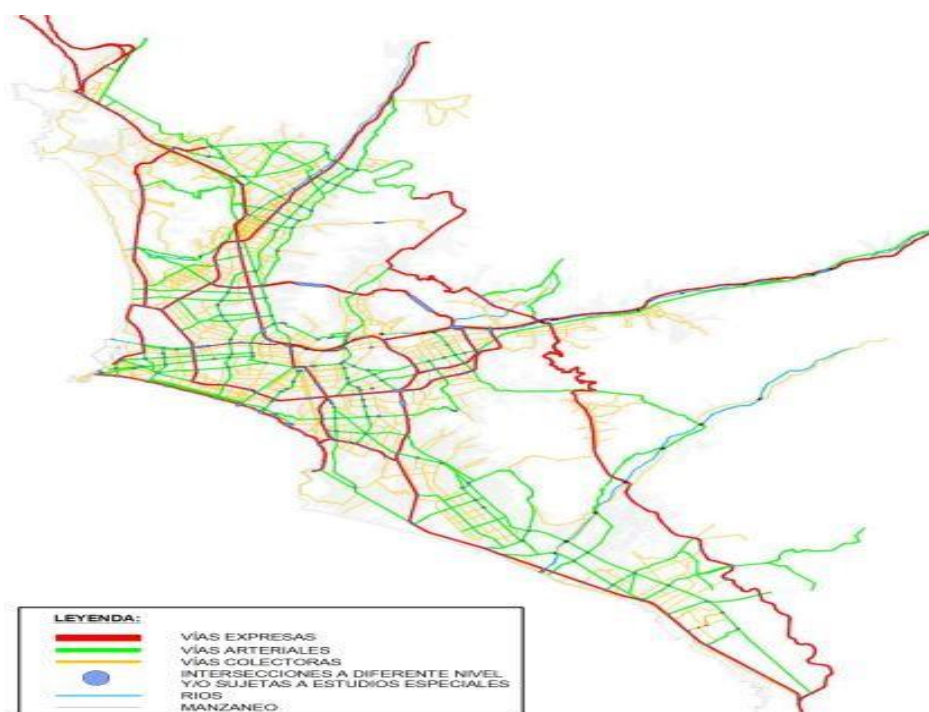 LEYENDA:
VÍAS EXPRESAS
VÍAS ARTERIALES
VÍAS COLECTORAS
INTERSECCIONES A DIFERENTE NIVEL
Y/O SUJETAS A ESTUDIOS ESPECIALES
RIOS
MANZANEO